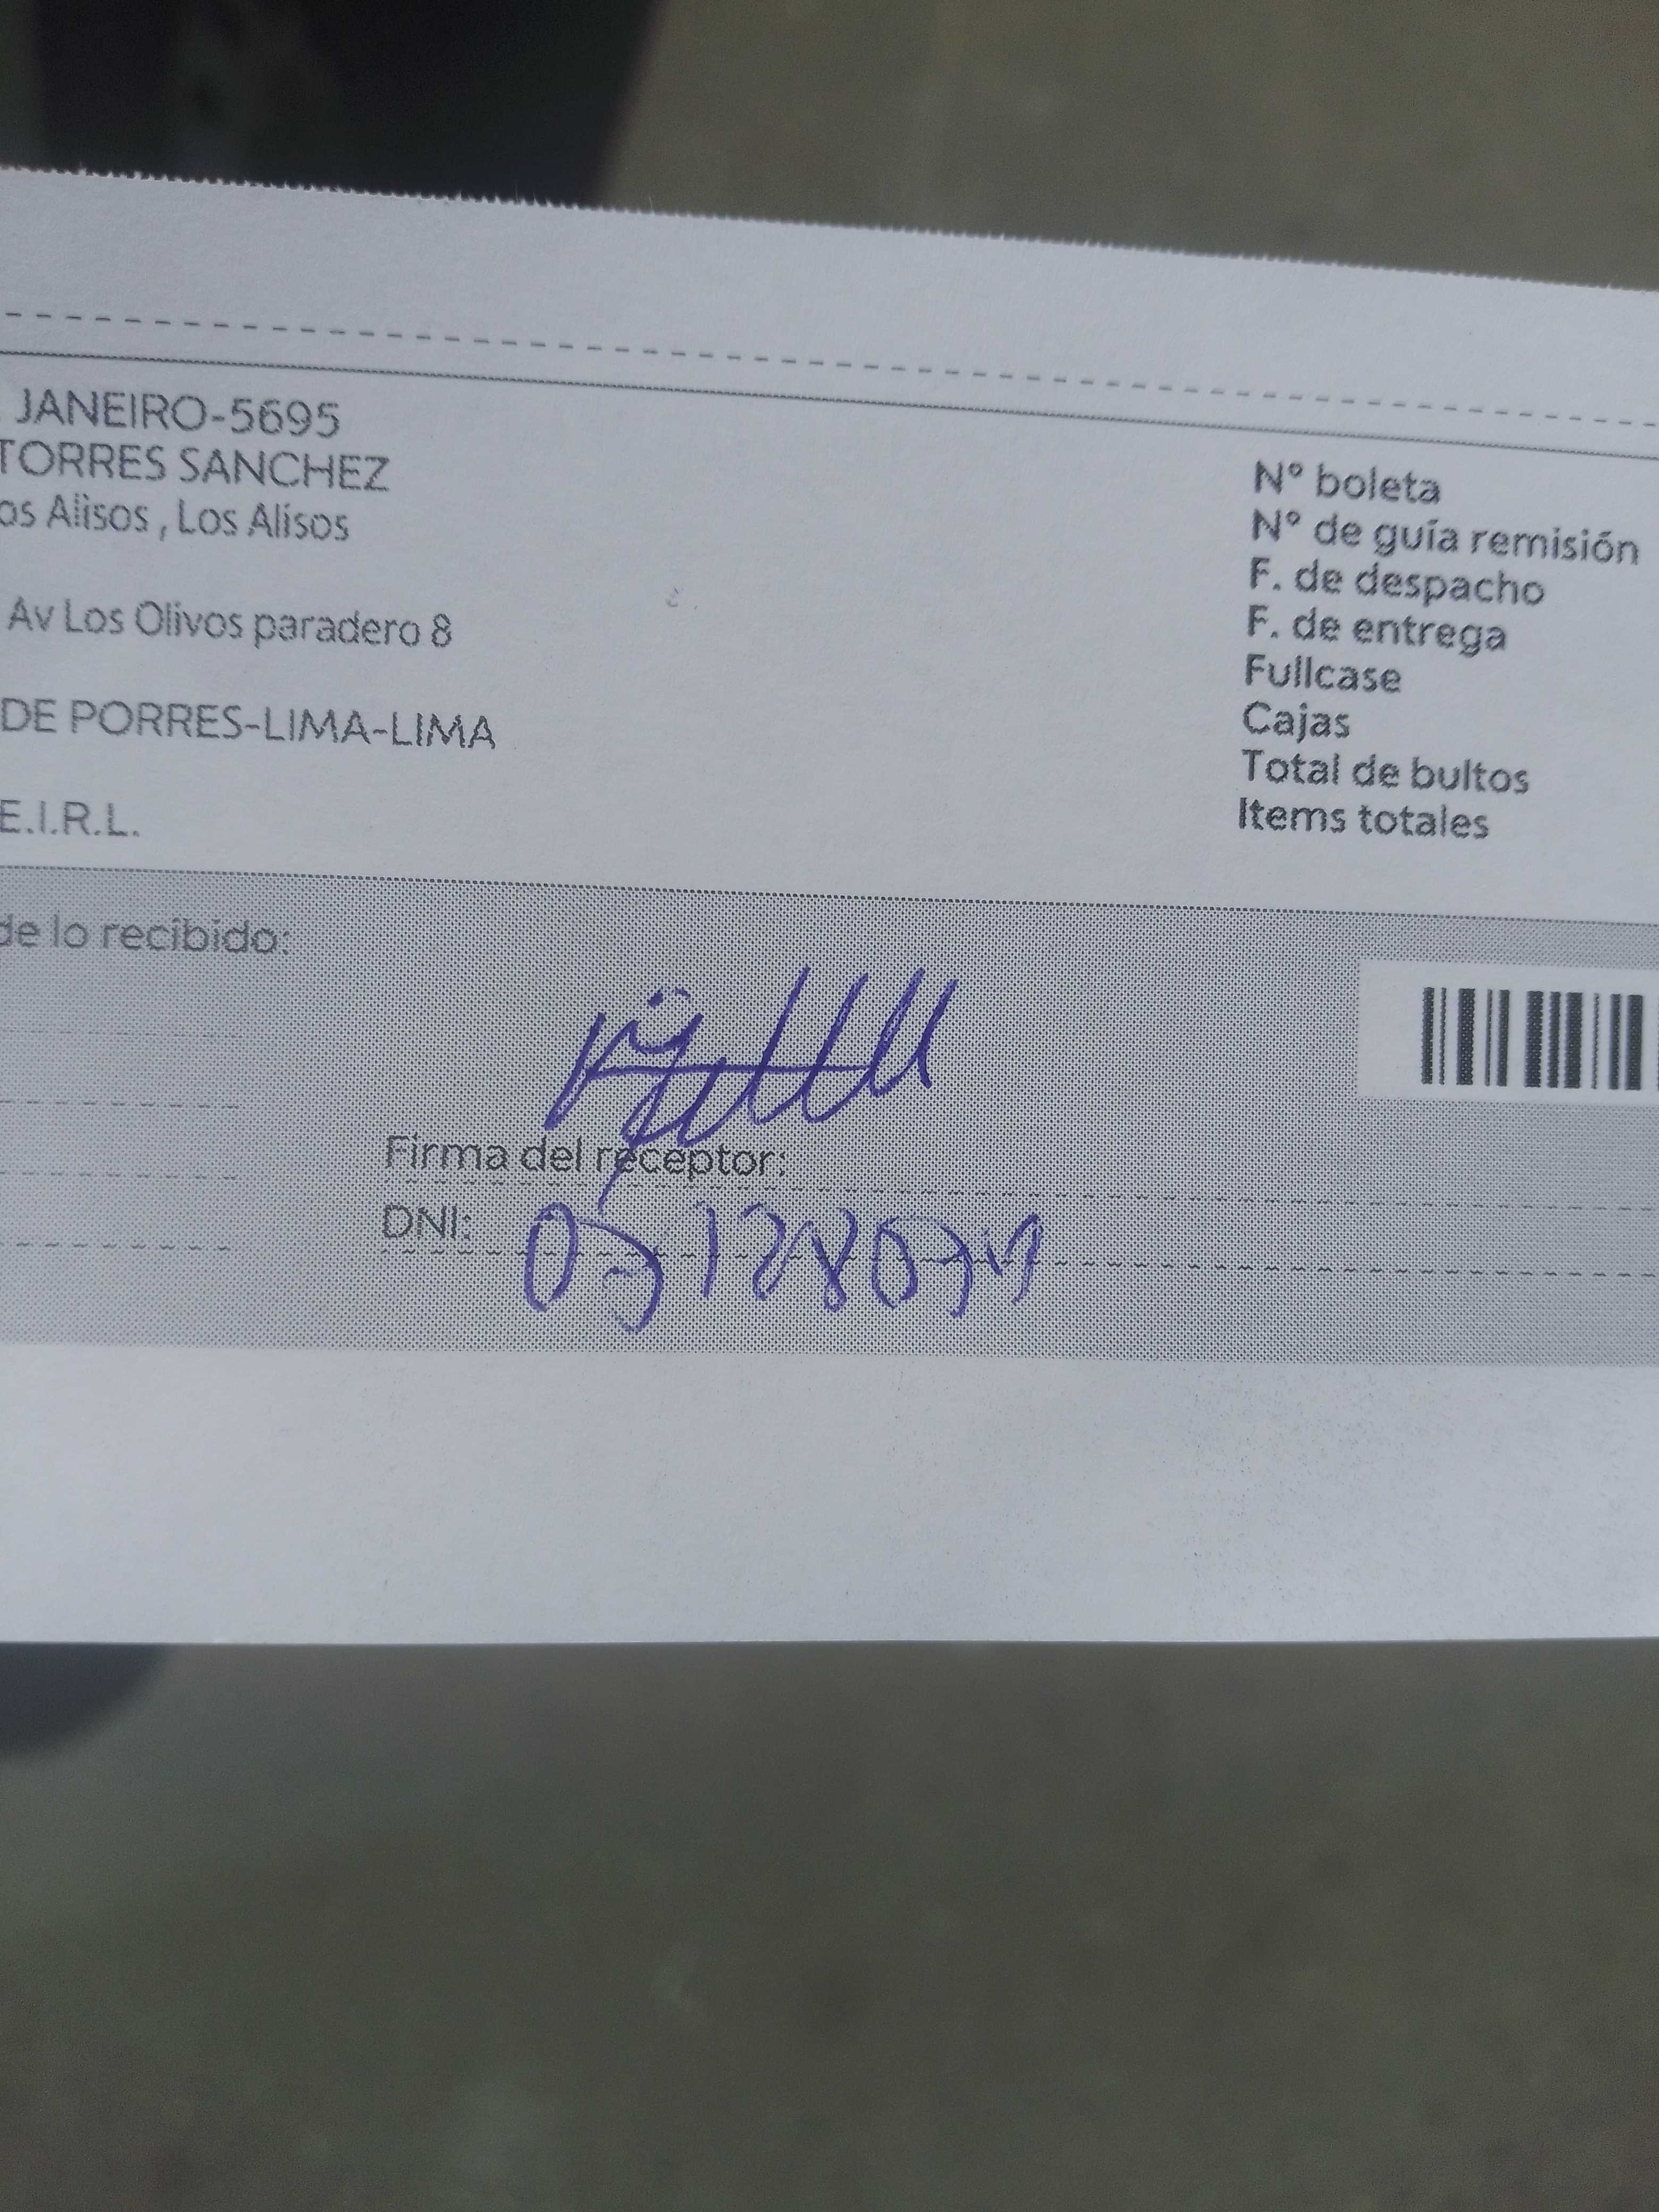 JANEIRO-5695
TORRES SANCHEZ
os Alisos , Los Alisos
Av Los Olivos paradero 8
DE PORRES-LIMA-LIMA
E.I.R.L.
N° boleta
N° de guía remisión
F. de despacho
F. de entrega
Fullcase
Cajas
Total de bultos
Items totales
de lo recibido:
Firma del receptor:
DNI: